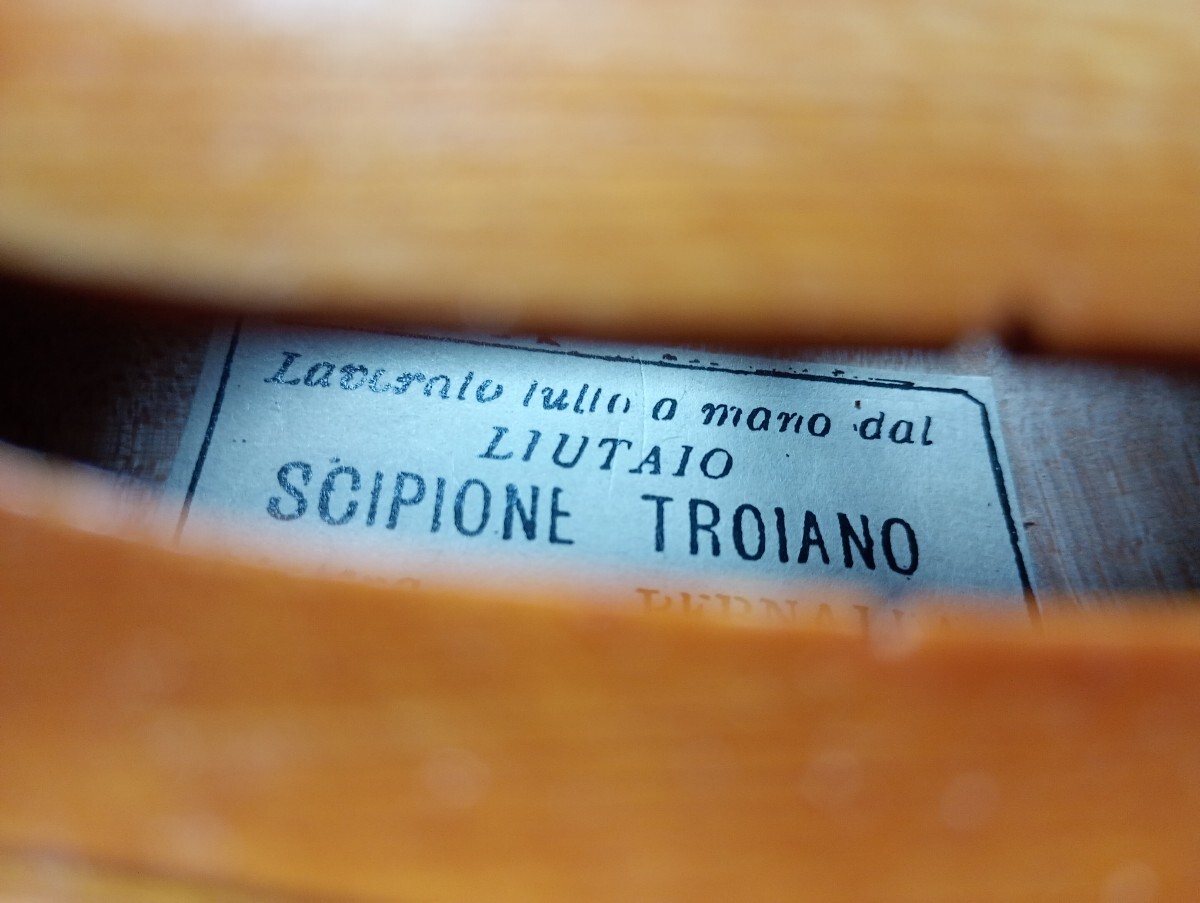 Lavorato tutto a mano dal
LIUTAIO
SCIPIONE TROIANO